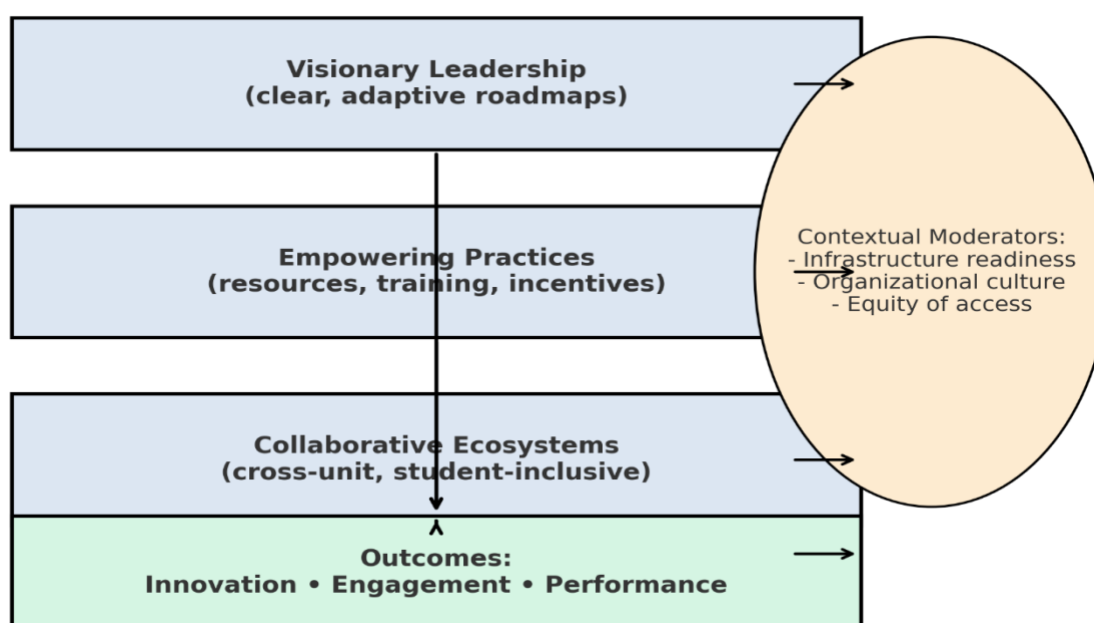 Visionary Leadership
(clear, adaptive roadmaps)
Empowering Practices
(resources, training, incentives)
Contextual Moderators:
- Infrastructure readiness
- Organizational culture
- Equity of access
Collaborative Ecosystems
(cross-unit, student-inclusive)
Outcomes:
Innovation • Engagement • Performance